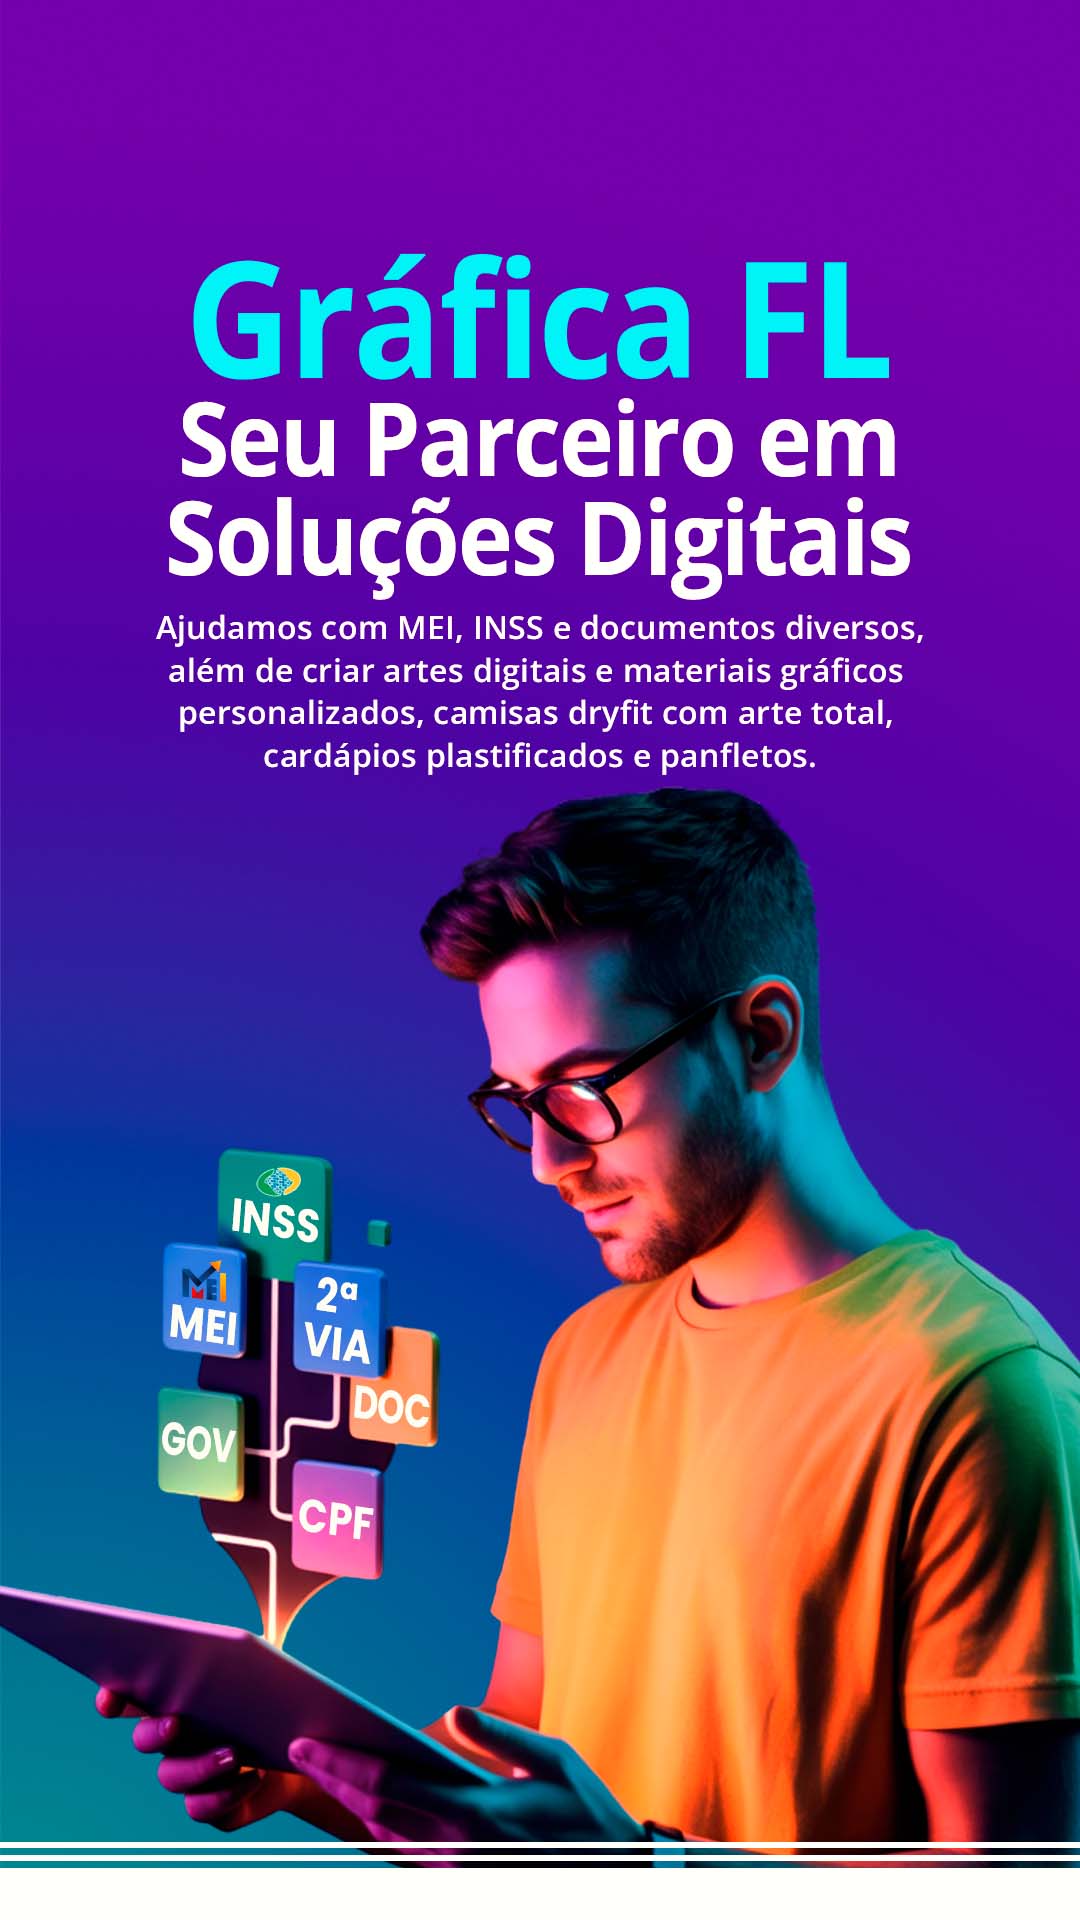 Gráfica FL
Seu Parceiro em
Soluções Digitais
Ajudamos com MEI, INSS e documentos diversos,
além de criar artes digitais e materiais gráficos
personalizados, camisas dryfit com arte total,
cardápios plastificados e panfletos.
INSS
MEI
MEI
2ª
VIA
DOC
GOV
CPF